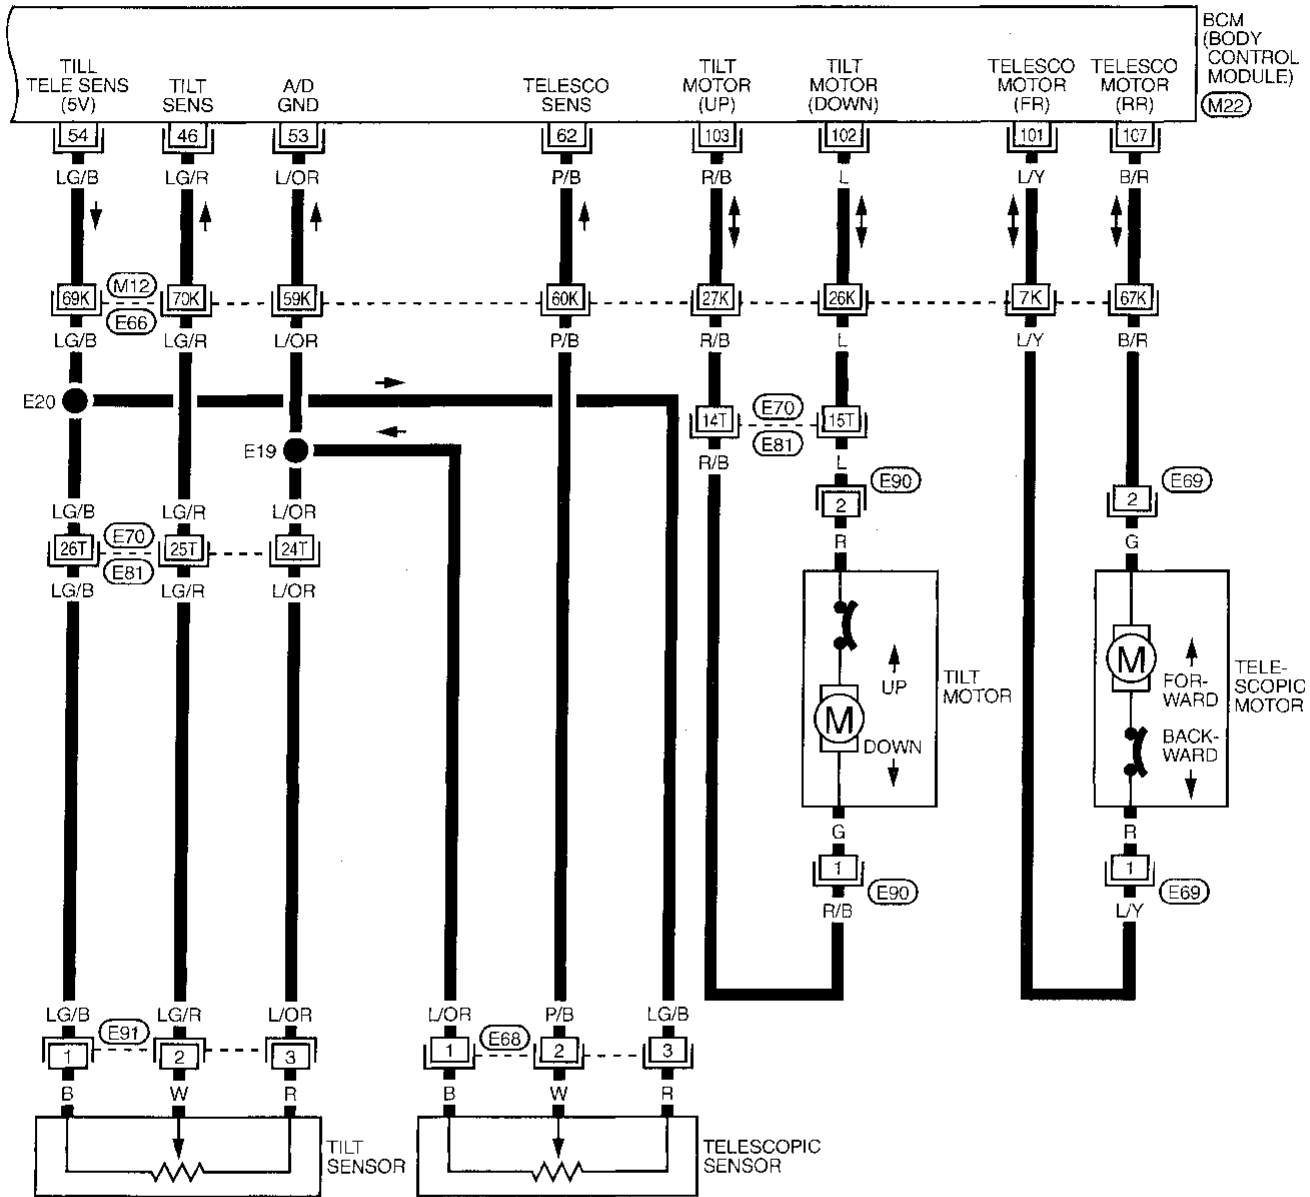 BCM
(BODY
CONTROL
MODULE)
M22
TILL
TELE SENS
(5V)
TILT
SENS
A/D
GND
TELESCO
SENS
TILT
MOTOR
(UP)
TILT
MOTOR
(DOWN)
TELESCO
MOTOR
(FR)
TELESCO
MOTOR
(RR)
54 46 53 62 103 102 101 107
LG/B LG/R L/OR P/B R/B L L/Y B/R
69K M12 70K 59K 60K 27K 26K 7K 67K
E66
LG/B LG/R L/OR P/B R/B L L/Y B/R
E20
14T E70 15T
E81
E19
R/B L
E90 E69
2 2
LG/B LG/R L/OR
R G
26T E70 25T 24T
E81
LG/B LG/R L/OR
M
UP
M
DOWN
TILT
MOTOR
FOR-
WARD
BACK-
WARD
TELE-
SCOPIC
MOTOR
G R
1 1
E90 E69
R/B L/Y
LG/B LG/R L/OR L/OR P/B LG/B
E91 E68
1 2 3 1 2 3
B W R B W R
TILT
SENSOR
TELESCOPIC
SENSOR